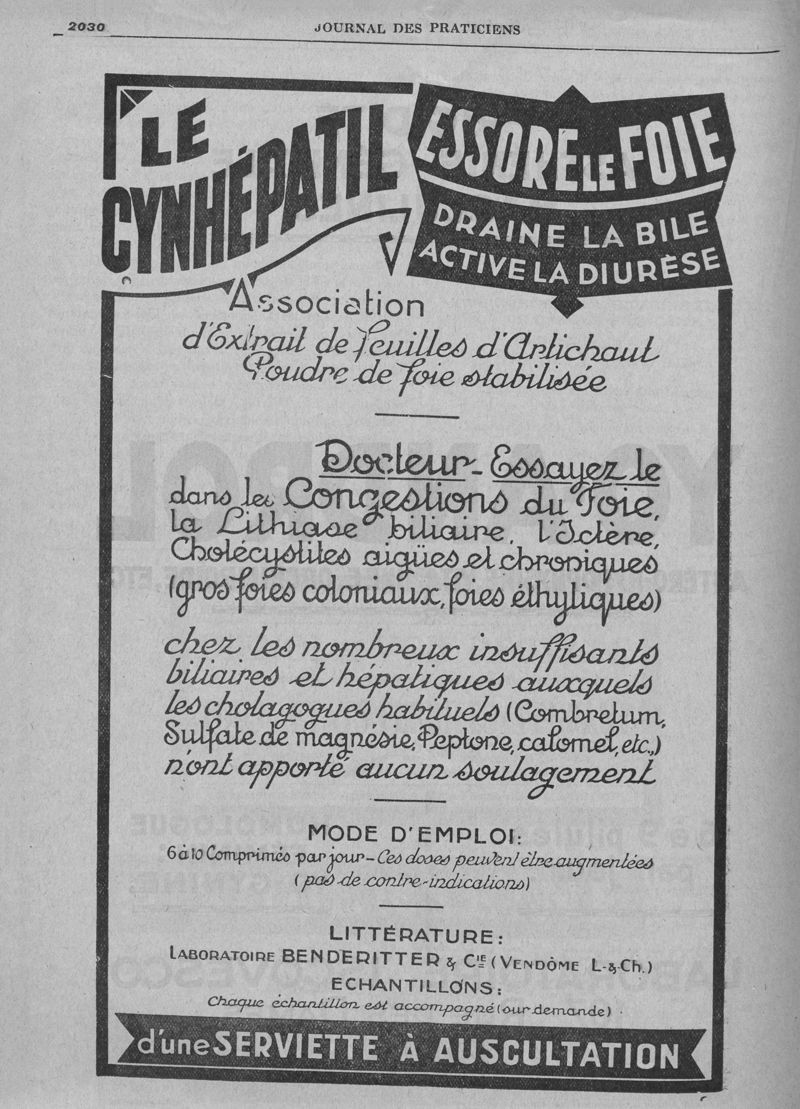 2030
JOURNAL DES PRATICIENS
LE
CYNHÉPATIL
ESSORE LE FOIE
DRAINE LA BILE
ACTIVE LA DIURÈSE
Association
d'Extrait de feuilles d'Artichaut
Poudre de foie stabilisée
Docteur - Essayez le
dans les Congestions du Foie,
la Lithiase biliaire, l'Ictère,
Cholécystites aigües et chroniques
(gros foies coloniaux, foies éthyliques)
chez les nombreux insuffisants
biliaires et hépatiques auxquels
les cholagogues habituels (Combretum,
Sulfate de magnésie, Peptone, calomel, etc.,)
n'ont apporté aucun soulagement
MODE D'EMPLOI:
6 à 10 Comprimés par jour - Ces doses peuvent être augmentées
(pas de contre-indications)
LITTÉRATURE:
LABORATOIRE BENDERITTER & CIE (VENDÔME L-&-CH.)
ECHANTILLONS:
Chaque échantillon est accompagné (sur demande).
d'une SERVIETTE À AUSCULTATION